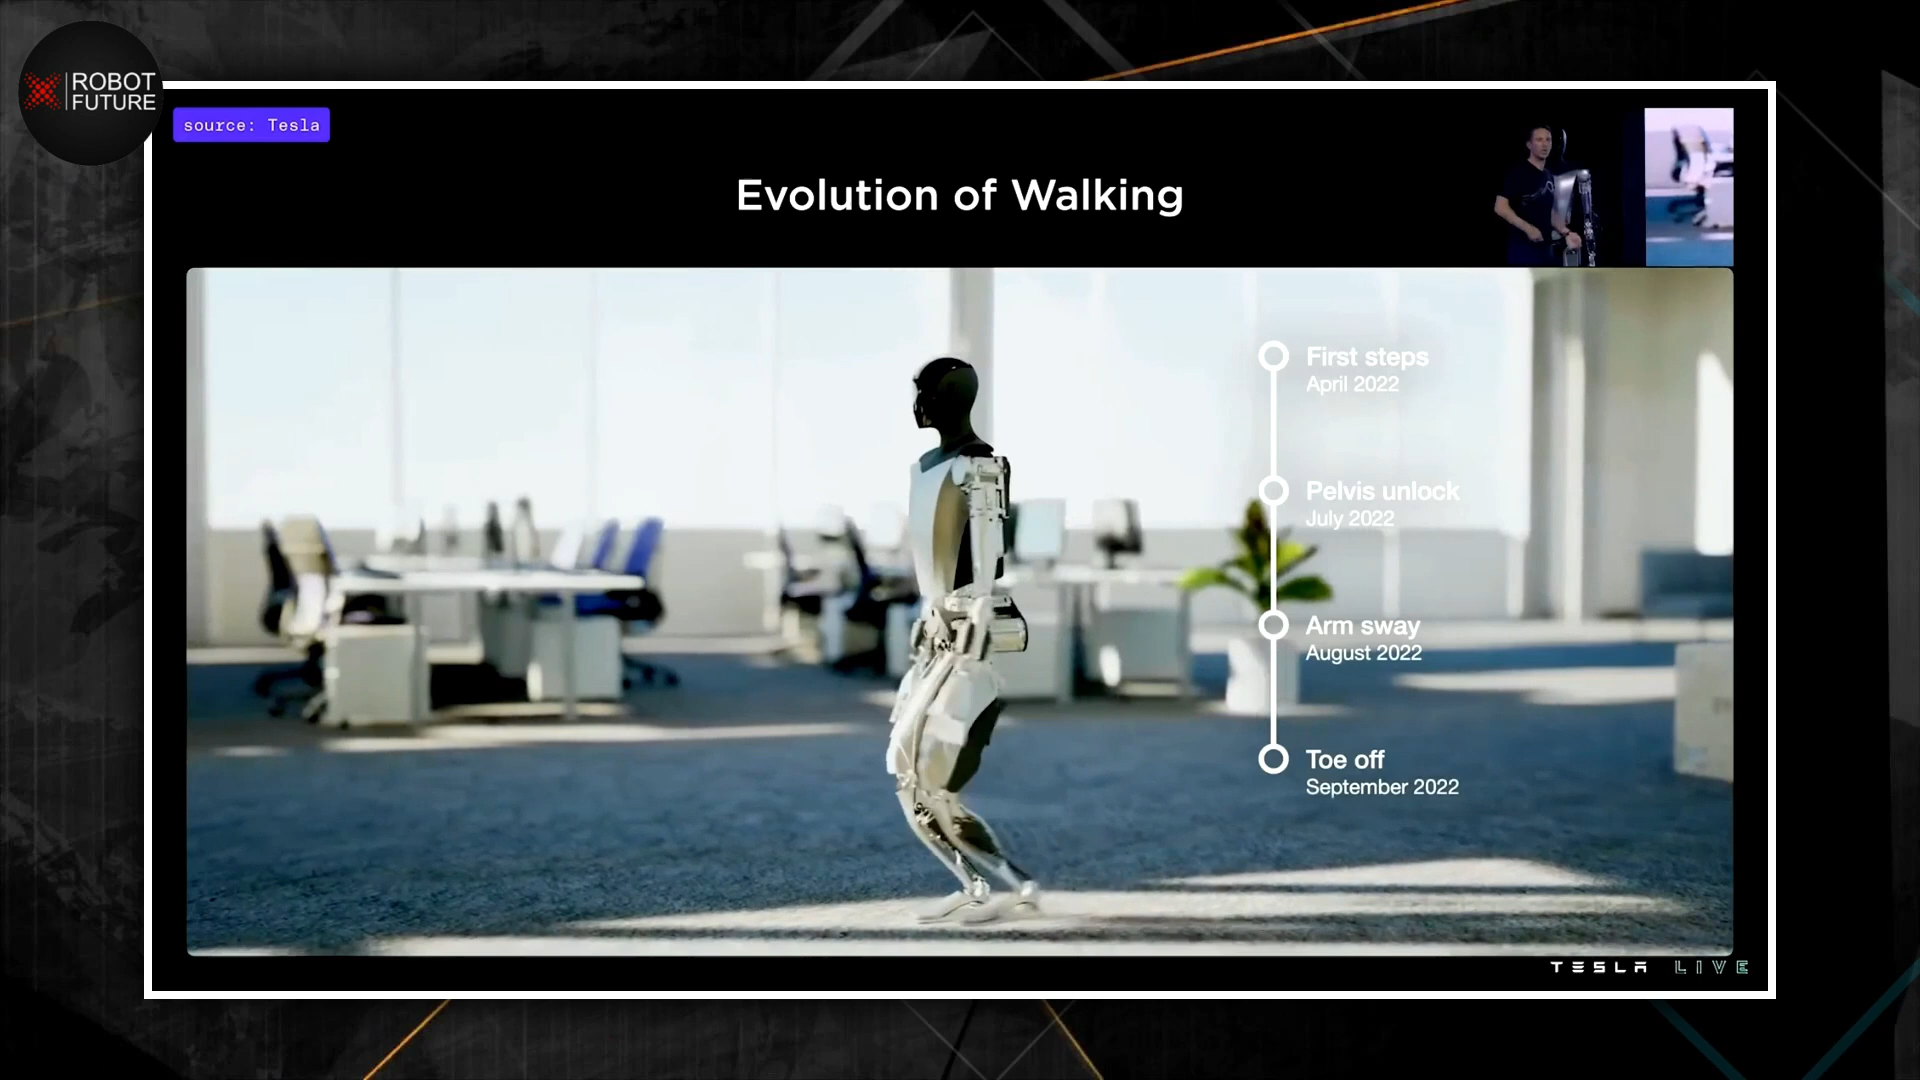 ROBOT
FUTURE
source: Tesla
Evolution of Walking
First steps
April 2022
Pelvis unlock
July 2022
Arm sway
August 2022
Toe off
September 2022
TESLA LIVE